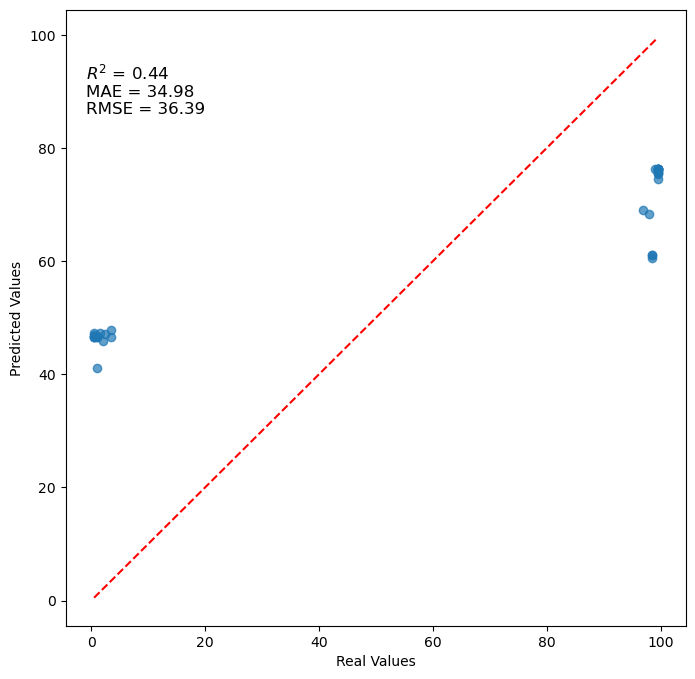 100
80
60
40
20
0
R² = 0.44
MAE = 34.98
RMSE = 36.39
Predicted Values
0 20 40 60 80 100
Real Values